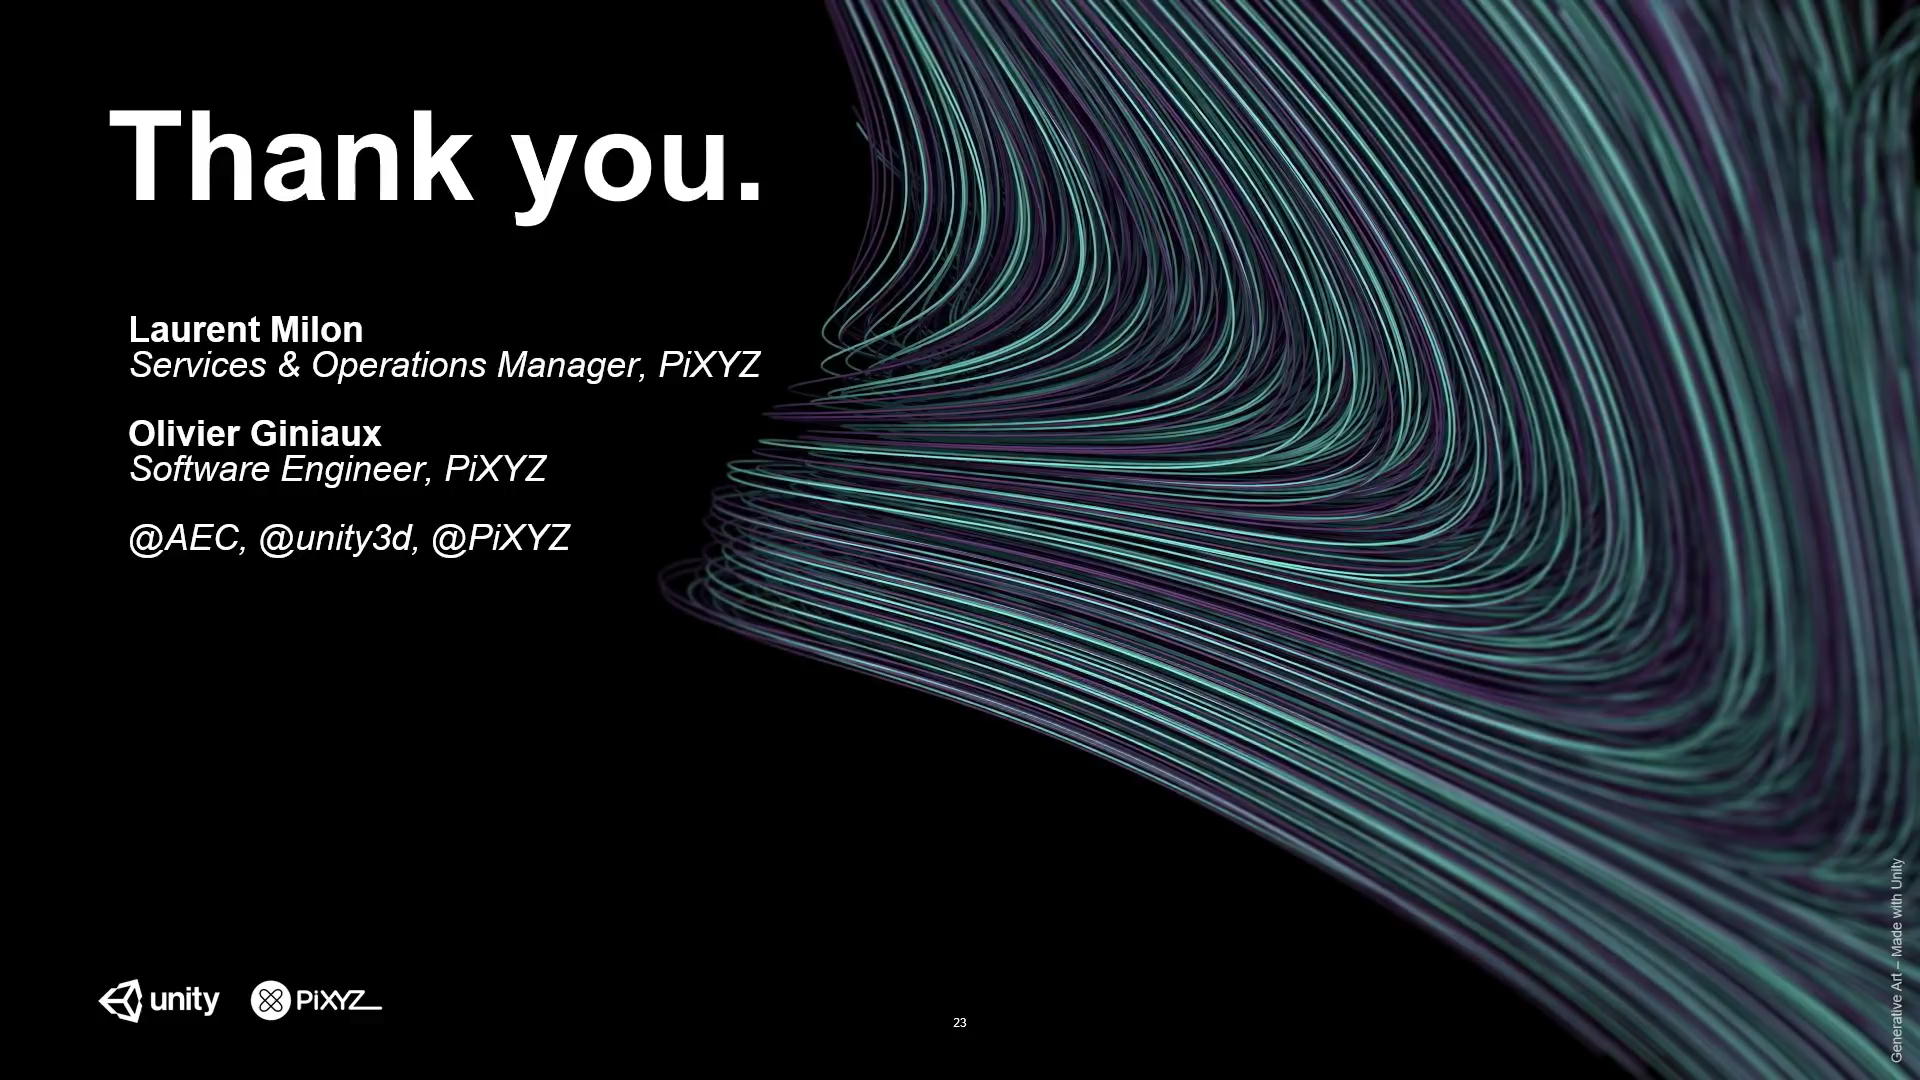 Thank you.
Laurent Milon
Services & Operations Manager, PiXYZ
Olivier Giniaux
Software Engineer, PiXYZ
@AEC, @unity3d, @PiXYZ
unity
PiXYZ
23
Generative Art – Made with Unity